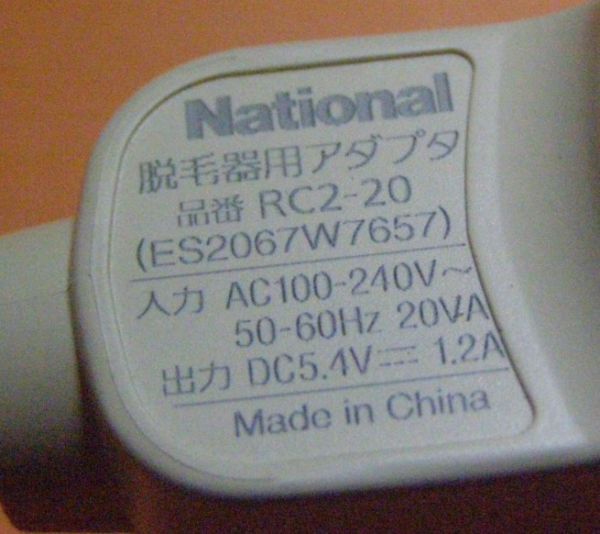 National
脱毛器用アダプタ
品番 RC2-20
(ES2067W7657)
入力 AC100-240V～
50-60Hz 20VA
出力 DC5.4V⎓ 1.2A
Made in China